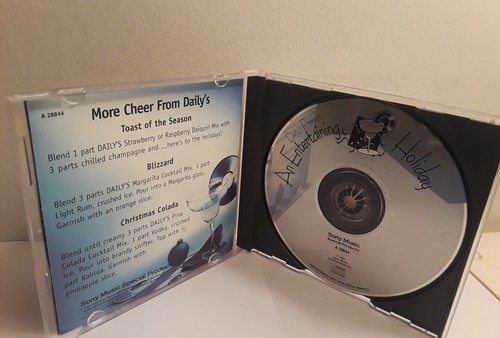 A 28844
More Cheer From Daily's
Toast of the Season
Blend 1 part DAILY'S Strawberry or Raspberry Daiquiri Mix with
3 parts chilled champagne and ...here's to the holidays!
Blizzard
Blend 3 parts DAILY'S Margarita Cocktail Mix, 1 part
Light Rum, crushed ice. Pour into a Margarita glass.
Garnish with an orange slice.
Christmas Colada
Blend until creamy 3 parts DAILY'S Pina
Colada Cocktail Mix, 1 part Vodka, crushed
ice. Pour into brandy snifter. Top with ½
part Kahlua. Garnish with
pineapple slice.
Sony Music Special Products
An Entertaining
Holiday
Sony Music
Special Products
A 28844